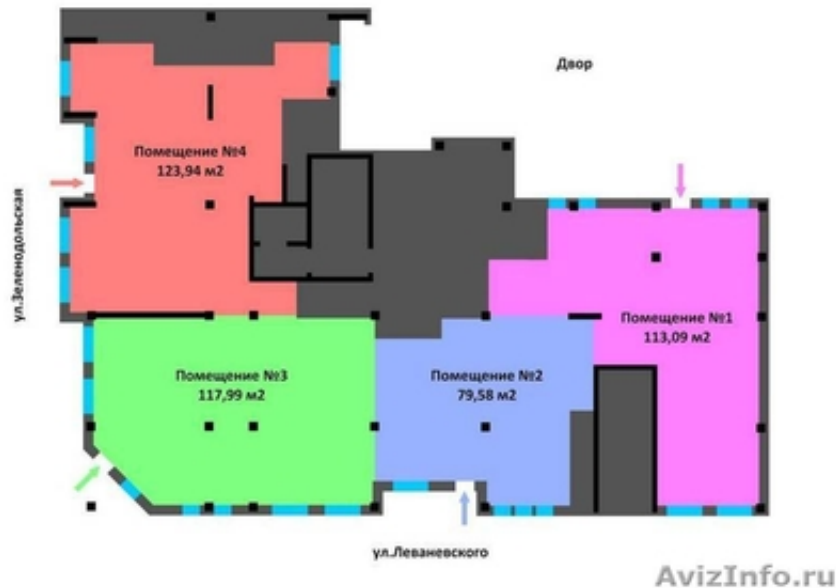 Двор
Помещение №4
123,94 м2
ул.Зеленодольская
Помещение №1
113,09 м2
Помещение №3
117,99 м2
Помещение №2
79,58 м2
ул.Леваневского
AvizInfo.ru